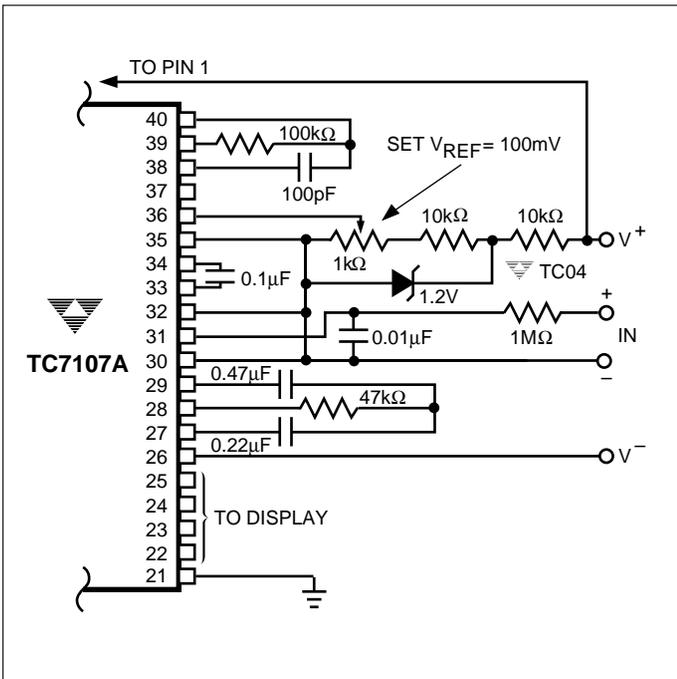 TO PIN 1
40
39
38
37
36
35
34
33
32
31
30
29
28
27
26
25
24
23
22
21
TC7107A
100kΩ
100pF
SET VREF= 100mV
1kΩ
10kΩ
10kΩ
V+
TC04
1.2V
0.1µF
+
IN
–
1MΩ
0.01µF
0.47µF
47kΩ
0.22µF
V–
TO DISPLAY